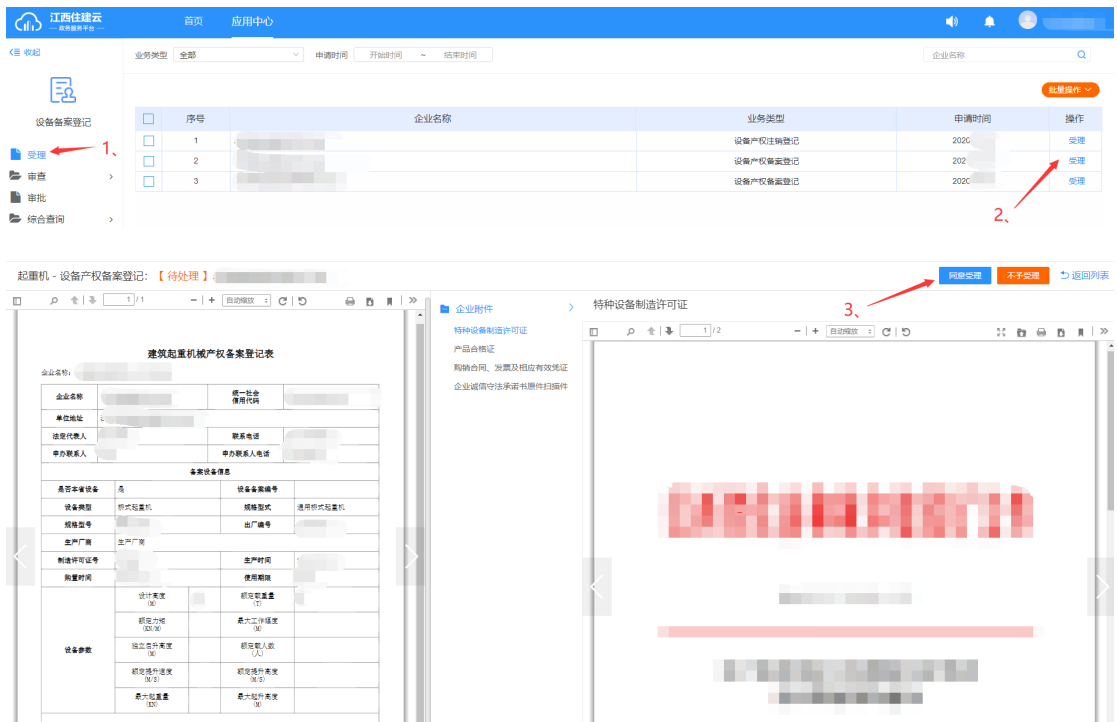 江西住建云
政务服务平台
首页
应用中心
收起
业务类型
全部
申请时间
开始时间
~
结束时间
企业名称
批量操作
设备备案登记
受理
1、
审查
审批
综合查询
序号
企业名称
业务类型
申请时间
操作
1
设备产权注销登记
2020
受理
2
设备产权备案登记
202
受理
3
设备产权备案登记
2020
受理
2、
起重机 - 设备产权备案登记:【 待处理 】
同意受理
不予受理
返回列表
3、
1 / 1
自动缩放
建筑起重机械产权备案登记表
企业名称:
企业名称
统一社会信用代码
单位地址
法定代表人
联系电话
申办联系人
申办联系人电话
备案设备信息
是否本省设备
是
设备备案编号
设备类型
桥式起重机
规格型式
通用桥式起重机
规格型号
出厂编号
生产厂商
生产厂商
制造许可证号
生产时间
购置时间
使用期限
设备参数
设计高度(M)
额定载重量(T)
额定力矩(KN/M)
最大工作幅度(M)
独立启升高度(M)
额定载人数(人)
额定提升速度(M/S)
额定提升高度(M/S)
最大起重量(KN)
最大起升高度(M)
企业附件
特种设备制造许可证
产品合格证
购销合同、发票及相应有效凭证
企业诚信守法承诺书原件扫描件
特种设备制造许可证
1 / 2
自动缩放